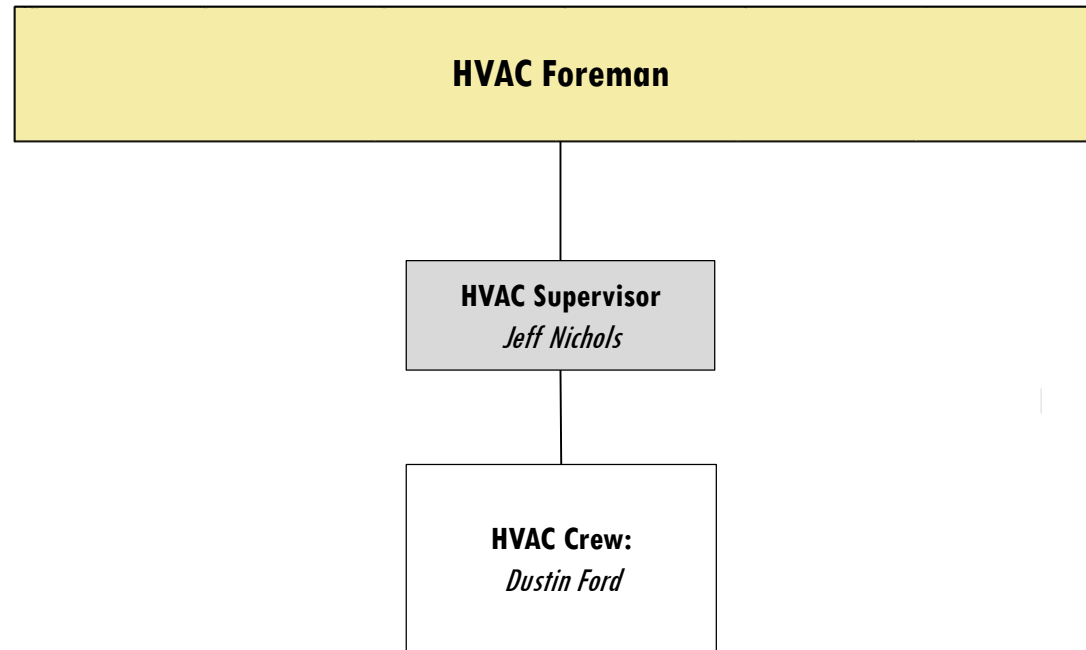 HVAC Foreman
HVAC Supervisor
Jeff Nichols
HVAC Crew:
Dustin Ford